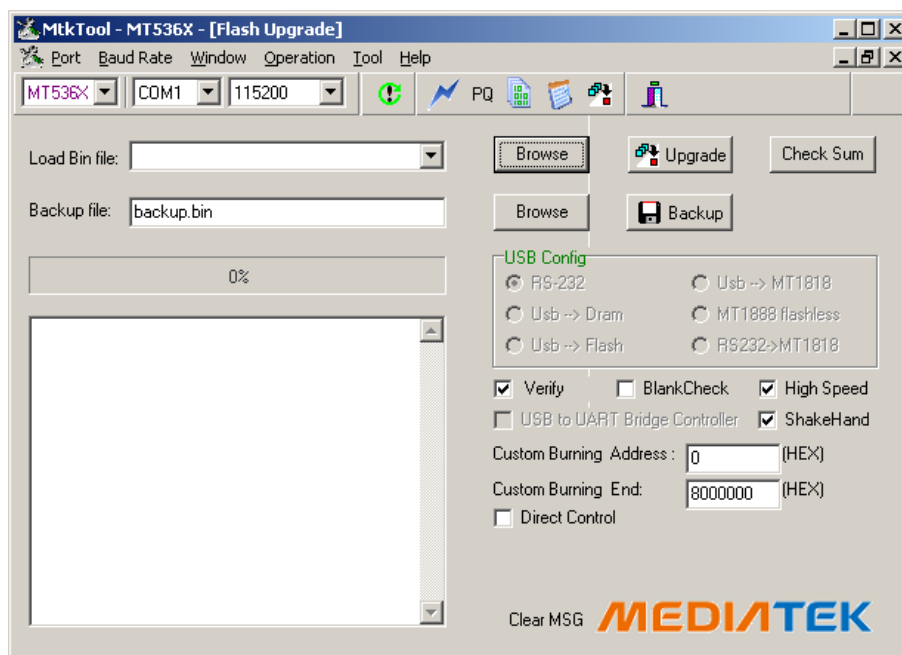 MtkTool - MT536X - [Flash Upgrade]
Port Baud Rate Window Operation Tool Help
MT536X COM1 115200 PQ
Load Bin file: Browse Upgrade Check Sum
Backup file: backup.bin Browse Backup
0%
USB Config
RS-232 Usb --> MT1818
Usb --> Dram MT1888 flashless
Usb --> Flash RS232->MT1818
Verify BlankCheck High Speed
USB to UART Bridge Controller ShakeHand
Custom Burning Address : 0 (HEX)
Custom Burning End: 8000000 (HEX)
Direct Control
Clear MSG MEDIATEK